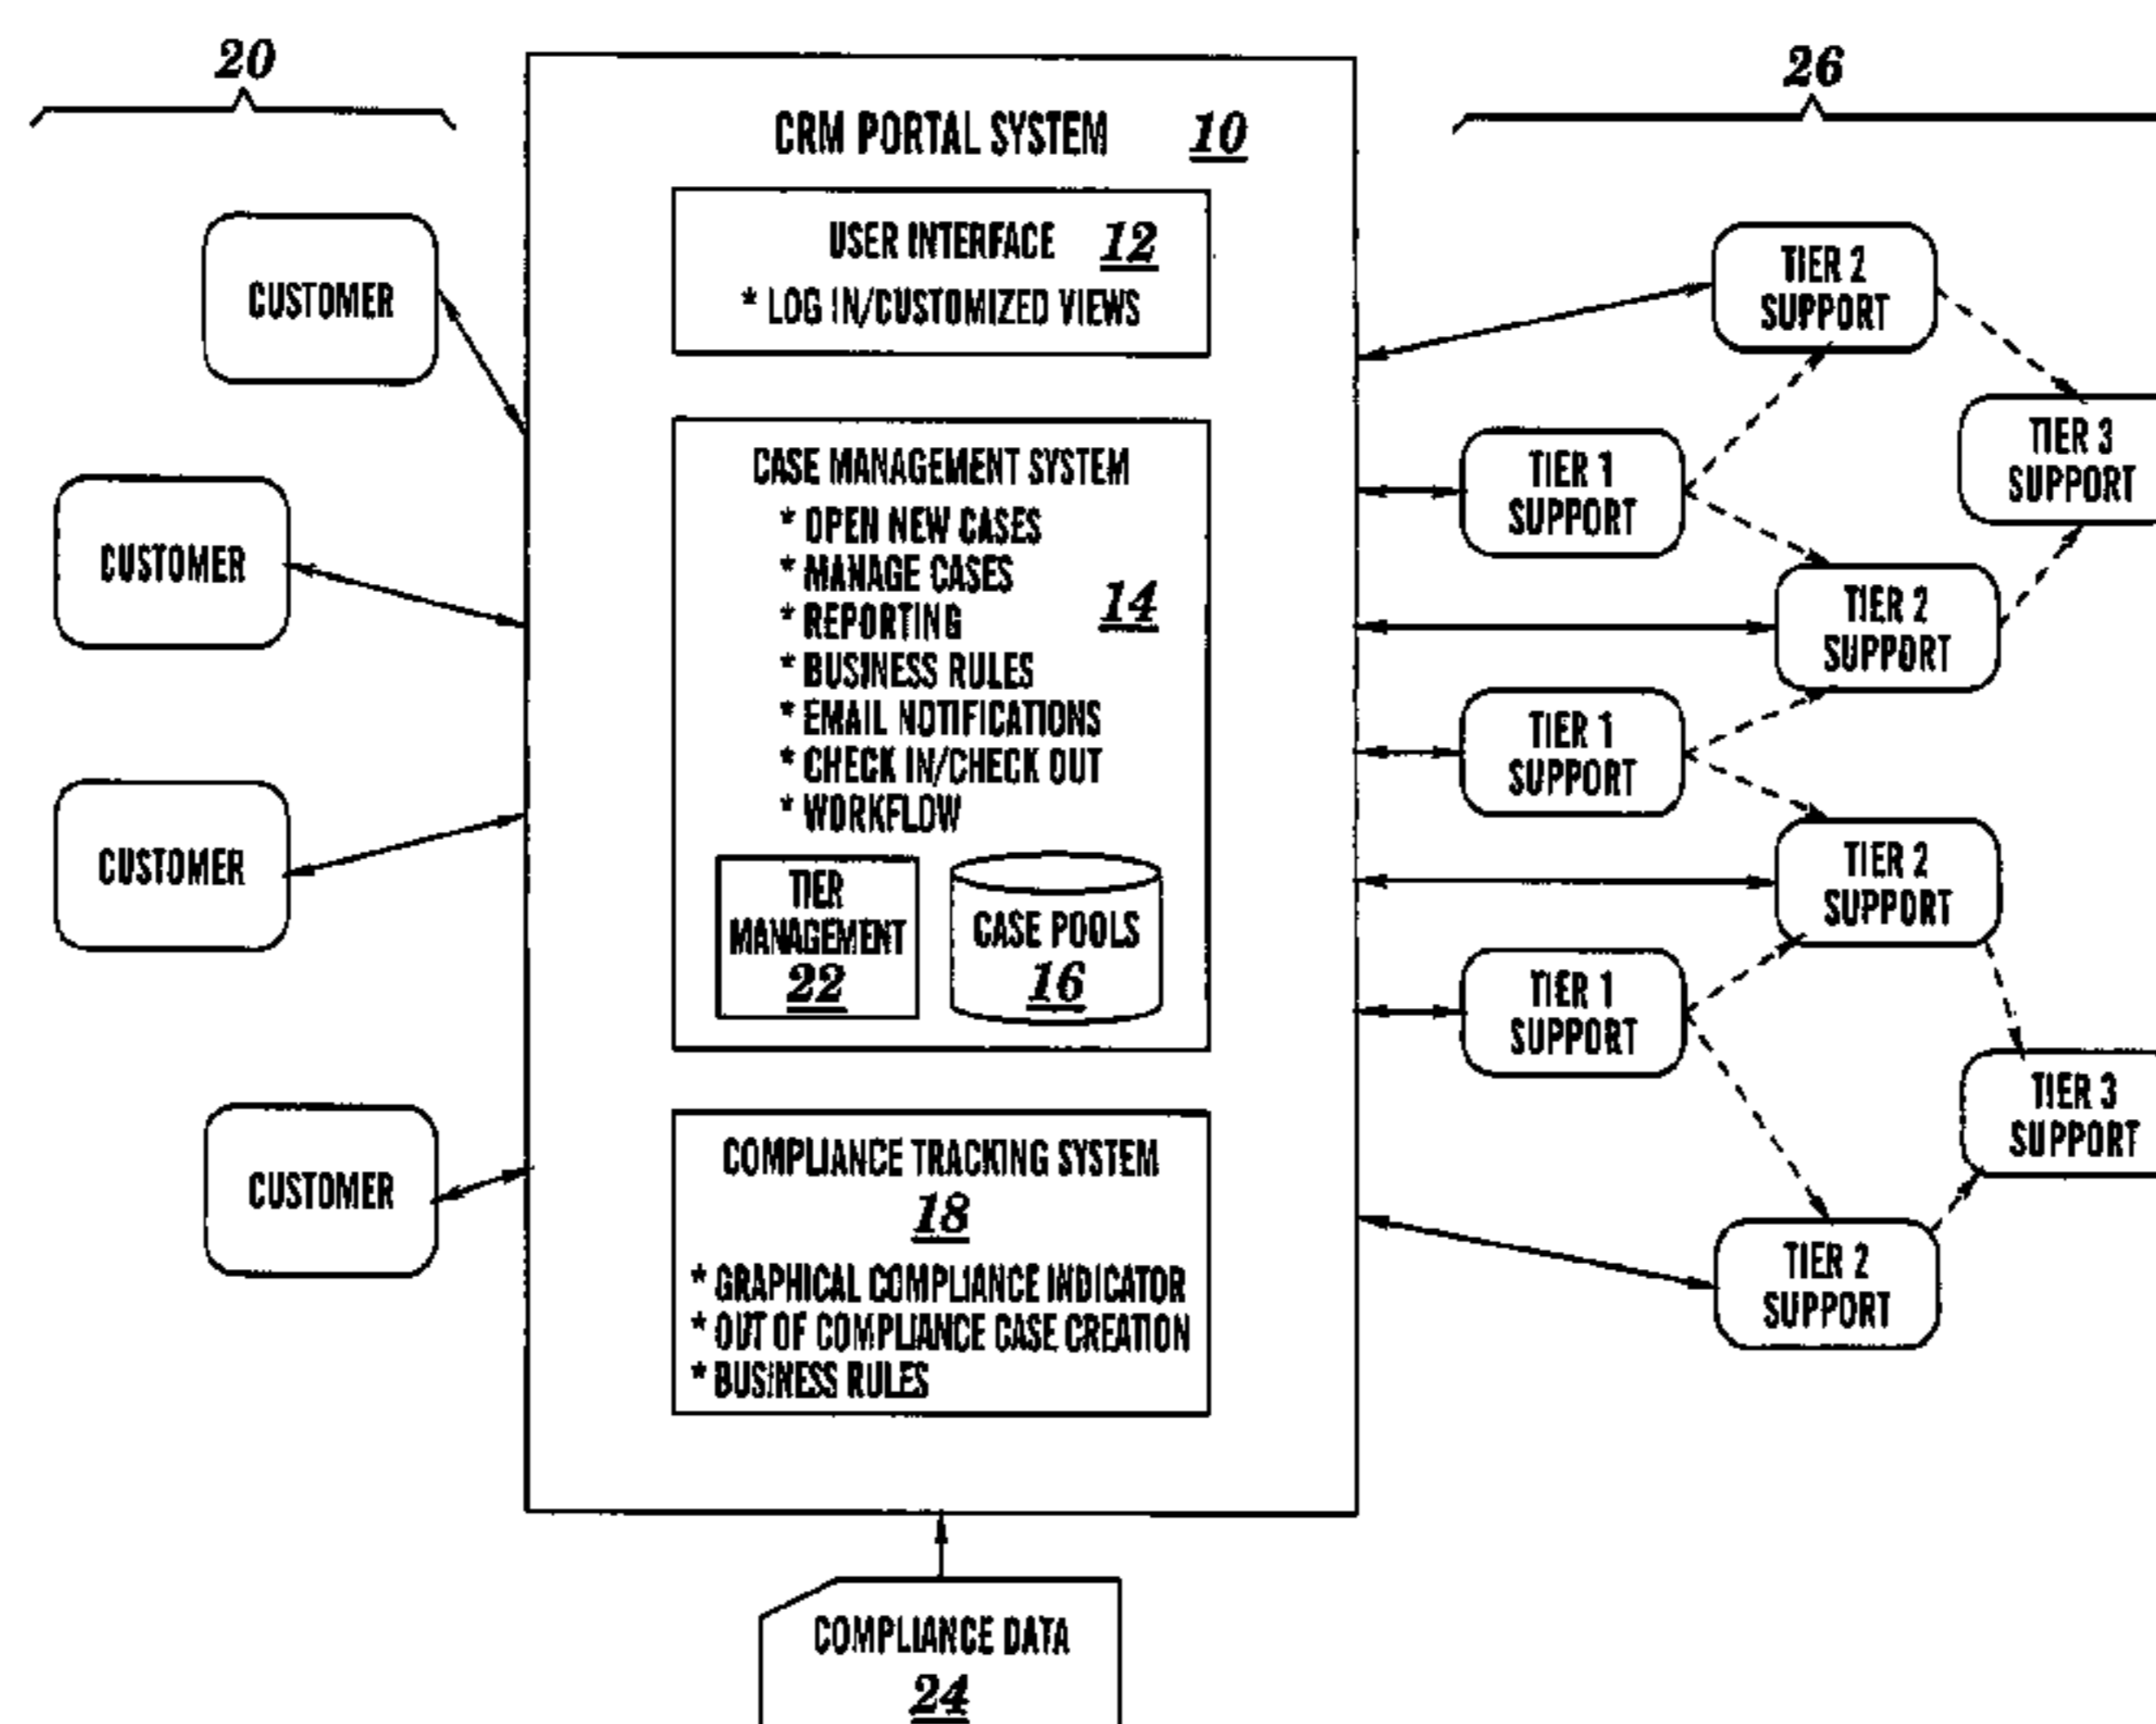 20
26
CRM PORTAL SYSTEM 10
USER INTERFACE 12
* LOG IN/CUSTOMIZED VIEWS
CASE MANAGEMENT SYSTEM
* OPEN NEW CASES
* MANAGE CASES
14
* REPORTING
* BUSINESS RULES
* EMAIL NOTIFICATIONS
* CHECK IN/CHECK OUT
* WORKFLOW
TIER
MANAGEMENT
22
CASE POOLS
16
COMPLIANCE TRACKING SYSTEM
18
* GRAPHICAL COMPLIANCE INDICATOR
* OUT OF COMPLIANCE CASE CREATION
* BUSINESS RULES
COMPLIANCE DATA
24
CUSTOMER
CUSTOMER
CUSTOMER
CUSTOMER
TIER 2
SUPPORT
TIER 3
SUPPORT
TIER 1
SUPPORT
TIER 2
SUPPORT
TIER 1
SUPPORT
TIER 2
SUPPORT
TIER 1
SUPPORT
TIER 3
SUPPORT
TIER 2
SUPPORT